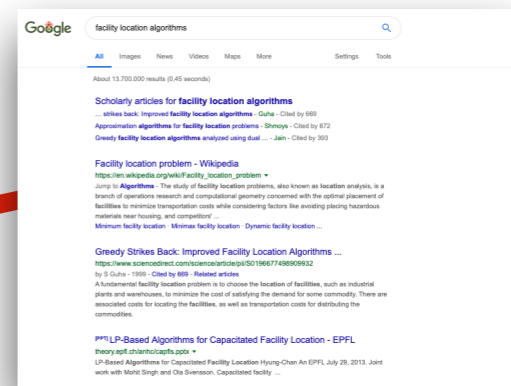 Google
facility location algorithms
All Images News Videos Maps More Settings Tools
About 13.700.000 results (0,45 seconds)
Scholarly articles for facility location algorithms
... strikes back: Improved facility location algorithms - Guha - Cited by 669
Approximation algorithms for facility location problems - Shmoys - Cited by 872
Greedy facility location algorithms analyzed using dual ... - Jain - Cited by 393
Facility location problem - Wikipedia
https://en.wikipedia.org/wiki/Facility_location_problem
Jump to Algorithms - The study of facility location problems, also known as location analysis, is a
branch of operations research and computational geometry concerned with the optimal placement of
facilities to minimize transportation costs while considering factors like avoiding placing hazardous
materials near housing, and competitors' ...
Minimum facility location · Minimax facility location · Dynamic facility location ...
Greedy Strikes Back: Improved Facility Location Algorithms ...
https://www.sciencedirect.com/science/article/pii/S0196677498909932
by S Guha - 1999 - Cited by 669 - Related articles
A fundamental facility location problem is to choose the location of facilities, such as industrial
plants and warehouses, to minimize the cost of satisfying the demand for some commodity. There are
associated costs for locating the facilities, as well as transportation costs for distributing the
commodities.
[PPT] LP-Based Algorithms for Capacitated Facility Location - EPFL
theory.epfl.ch/anhc/capfis.pptx
LP-Based Algorithms for Capacitated Facility Location Hyung-Chan An EPFL July 29, 2013. Joint
work with Mohit Singh and Ola Svensson. Capacitated facility ...